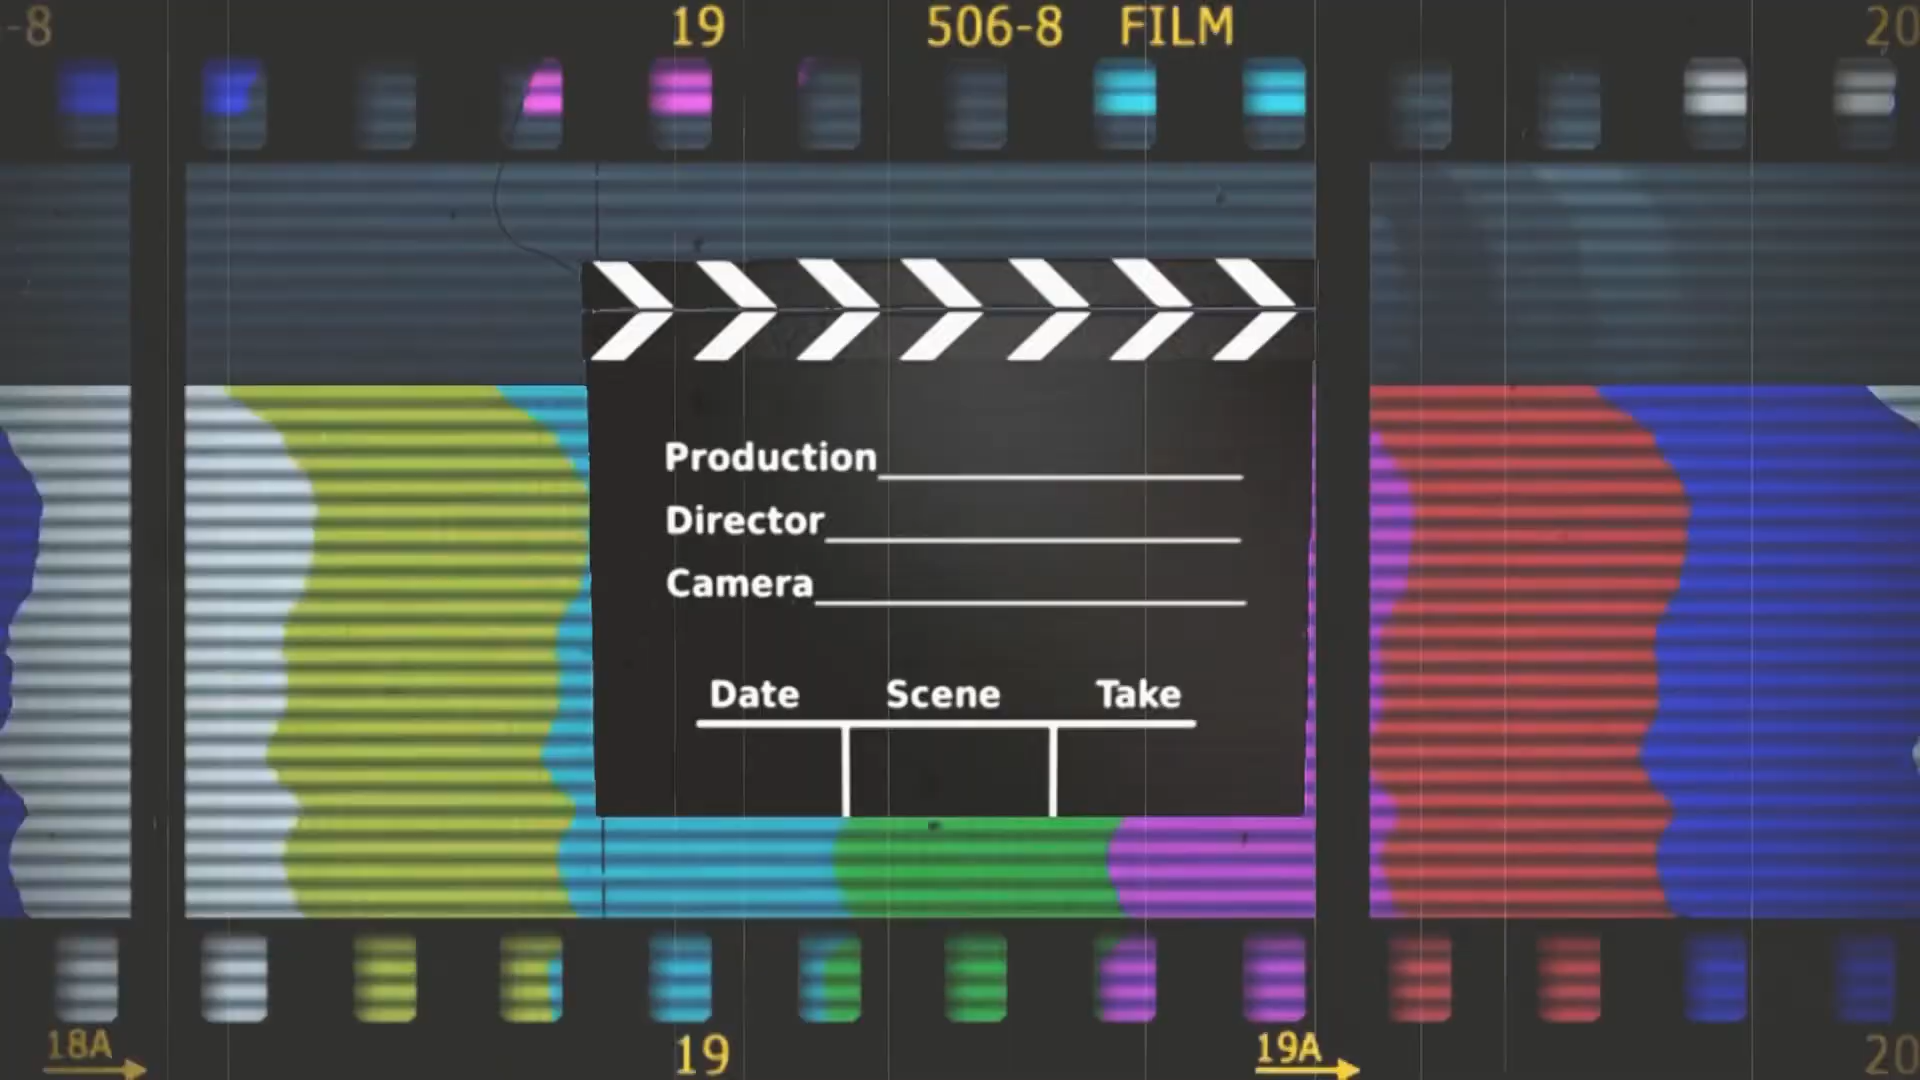 -8 19 506-8 FILM 20
Production
Director
Camera
Date Scene Take
18A 19 19A 20